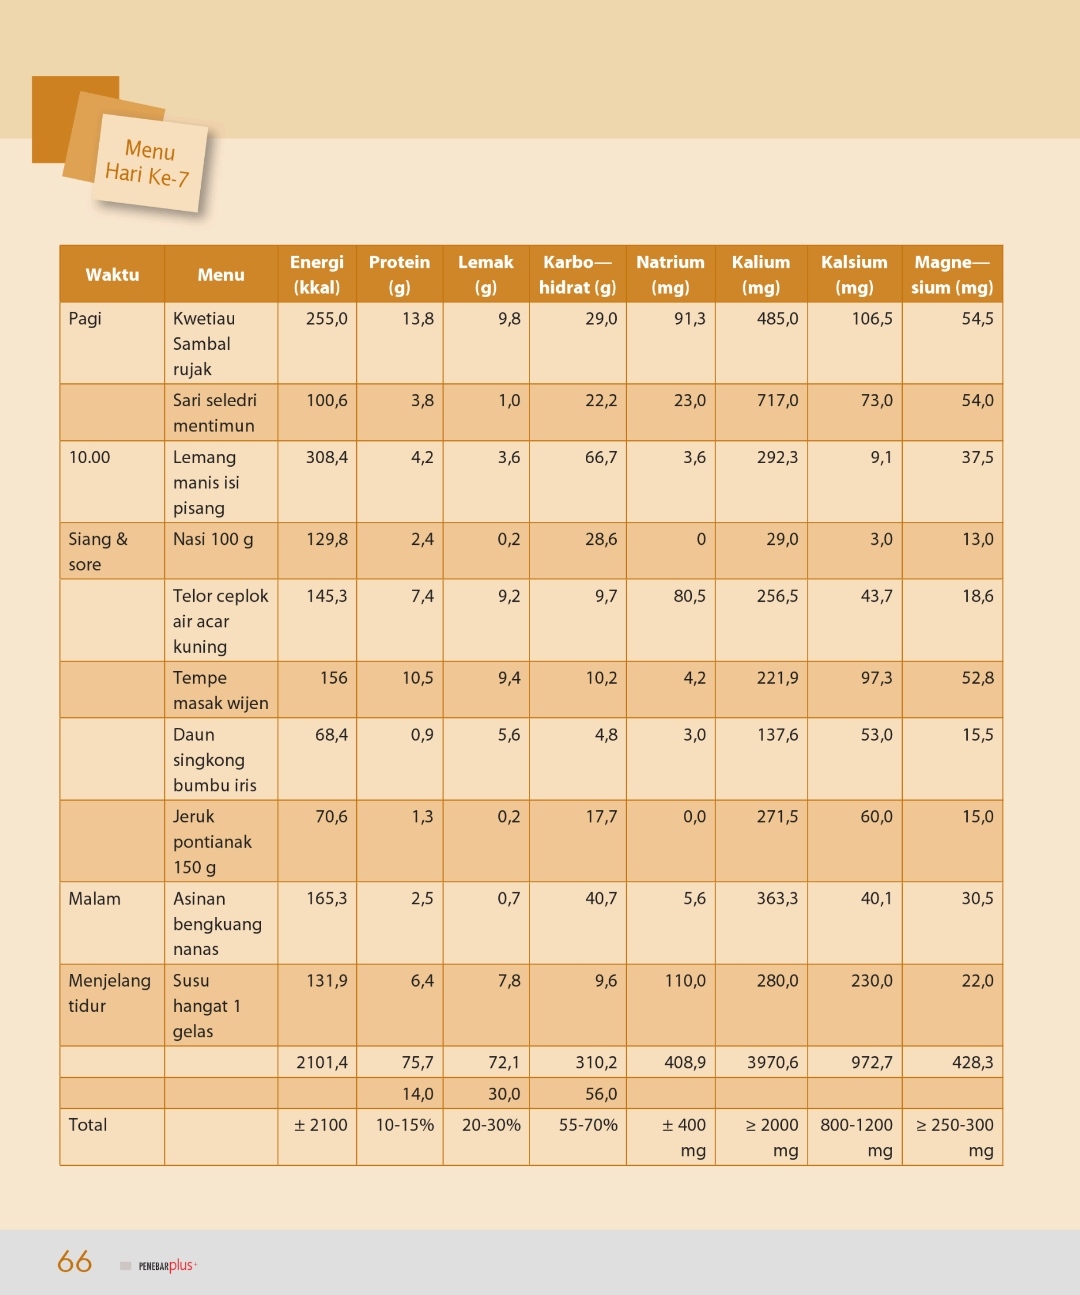 Menu
Hari Ke-7
Waktu Menu Energi (kkal) Protein (g) Lemak (g) Karbo—hidrat (g) Natrium (mg) Kalium (mg) Kalsium (mg) Magne—sium (mg)
Pagi Kwetiau Sambal rujak 255,0 13,8 9,8 29,0 91,3 485,0 106,5 54,5
Sari seledri mentimun 100,6 3,8 1,0 22,2 23,0 717,0 73,0 54,0
10.00 Lemang manis isi pisang 308,4 4,2 3,6 66,7 3,6 292,3 9,1 37,5
Siang & sore Nasi 100 g 129,8 2,4 0,2 28,6 0 29,0 3,0 13,0
Telor ceplok air acar kuning 145,3 7,4 9,2 9,7 80,5 256,5 43,7 18,6
Tempe masak wijen 156 10,5 9,4 10,2 4,2 221,9 97,3 52,8
Daun singkong bumbu iris 68,4 0,9 5,6 4,8 3,0 137,6 53,0 15,5
Jeruk pontianak 150 g 70,6 1,3 0,2 17,7 0,0 271,5 60,0 15,0
Malam Asinan bengkuang nanas 165,3 2,5 0,7 40,7 5,6 363,3 40,1 30,5
Menjelang tidur Susu hangat 1 gelas 131,9 6,4 7,8 9,6 110,0 280,0 230,0 22,0
2101,4 75,7 72,1 310,2 408,9 3970,6 972,7 428,3
14,0 30,0 56,0
Total ± 2100 10-15% 20-30% 55-70% ± 400 mg ≥ 2000 mg 800-1200 mg ≥ 250-300 mg
66 PENEBARplus+